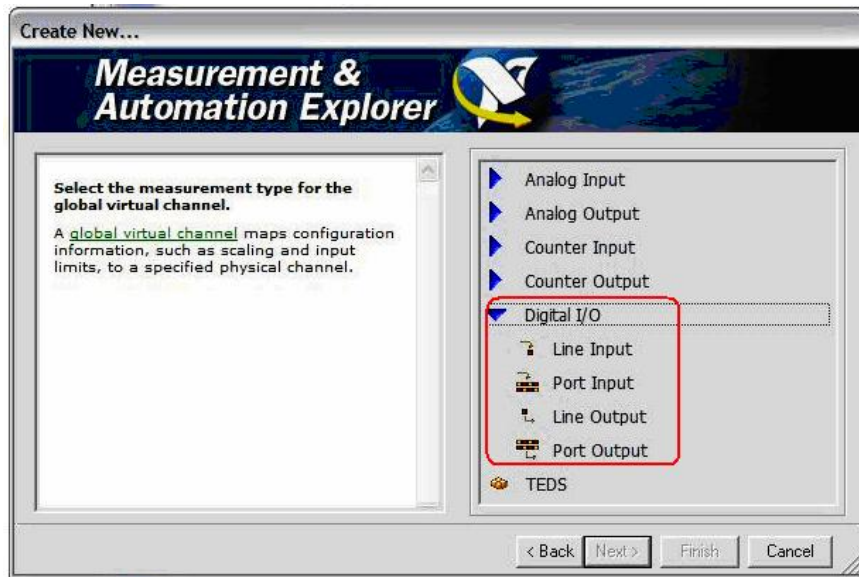 Create New...
Measurement &
Automation Explorer
Select the measurement type for the
global virtual channel.
A global virtual channel maps configuration
information, such as scaling and input
limits, to a specified physical channel.
Analog Input
Analog Output
Counter Input
Counter Output
Digital I/O
Line Input
Port Input
Line Output
Port Output
TEDS
< Back
Next >
Finish
Cancel